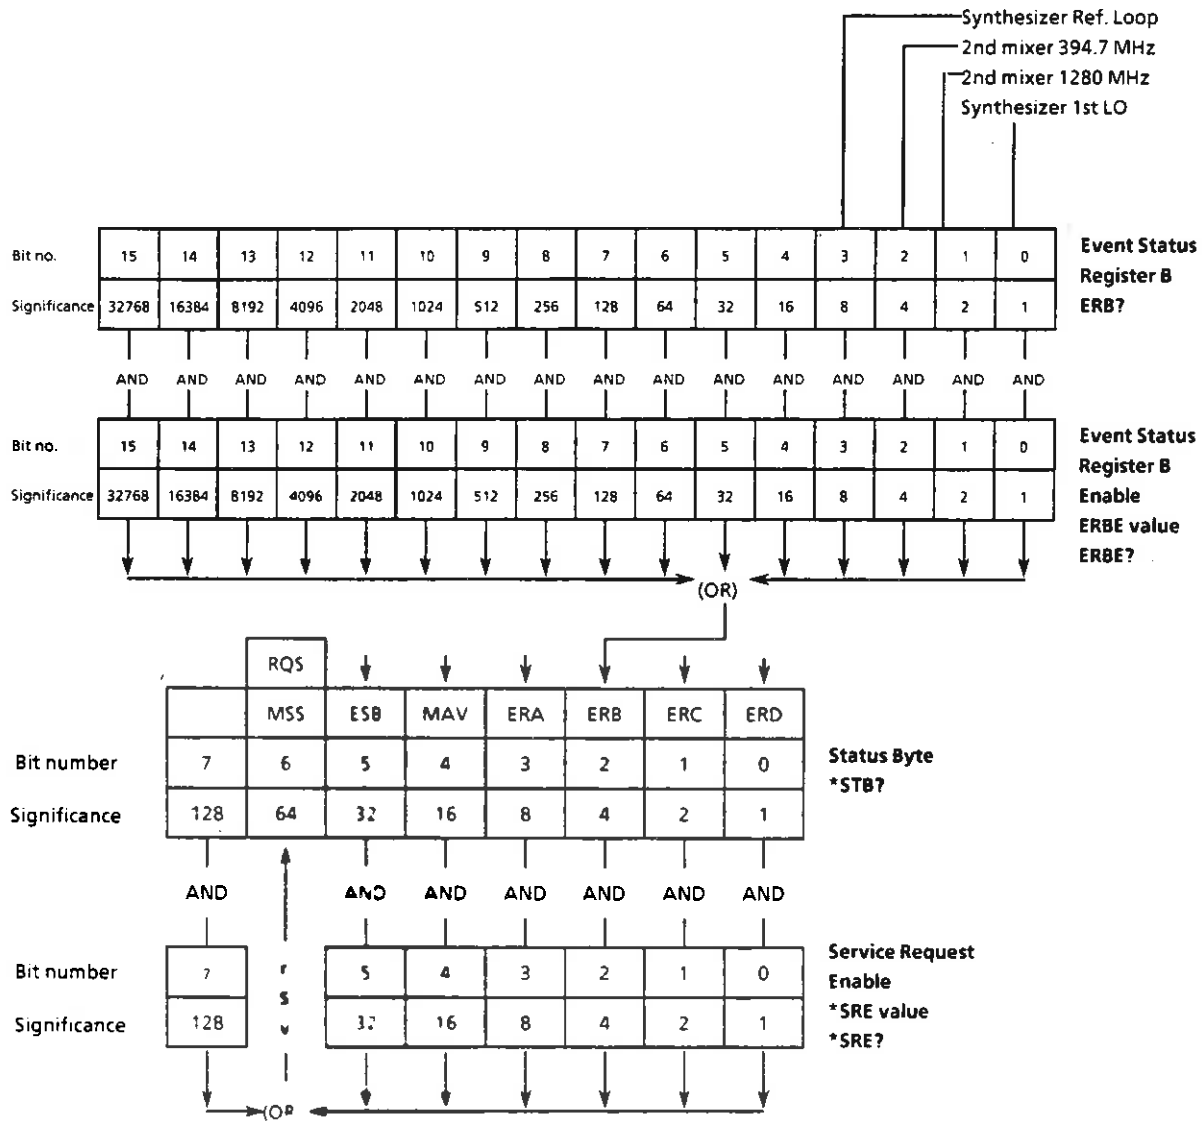 Synthesizer Ref. Loop
2nd mixer 394.7 MHz
2nd mixer 1280 MHz
Synthesizer 1st LO
Bit no. 15 14 13 12 11 10 9 8 7 6 5 4 3 2 1 0
Significance 32768 16384 8192 4096 2048 1024 512 256 128 64 32 16 8 4 2 1
Event Status
Register B
ERB?
AND AND AND AND AND AND AND AND AND AND AND AND AND AND AND AND
Bit no. 15 14 13 12 11 10 9 8 7 6 5 4 3 2 1 0
Significance 32768 16384 8192 4096 2048 1024 512 256 128 64 32 16 8 4 2 1
Event Status
Register B
Enable
ERBE value
ERBE?
(OR)
RQS
MSS ESB MAV ERA ERB ERC ERD
Bit number 7 6 5 4 3 2 1 0
Significance 128 64 32 16 8 4 2 1
Status Byte
*STB?
AND AND AND AND AND AND AND
Bit number 7 5 4 3 2 1 0
Significance 128 32 16 8 4 2 1
r
s
v
Service Request
Enable
*SRE value
*SRE?
(OR